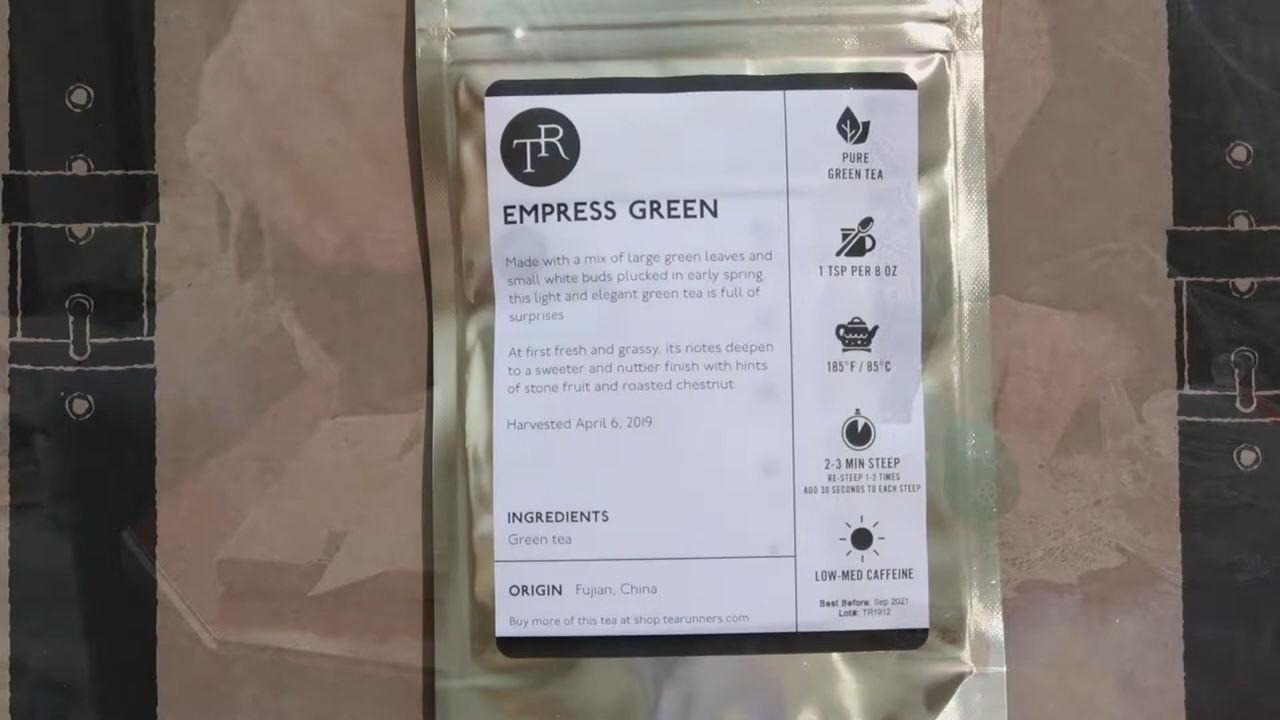 TR
EMPRESS GREEN
Made with a mix of large green leaves and
small white buds plucked in early spring,
this light and elegant green tea is full of
surprises
At first fresh and grassy, its notes deepen
to a sweeter and nuttier finish with hints
of stone fruit and roasted chestnut
Harvested April 6, 2019
INGREDIENTS
Green tea
ORIGIN Fujian, China
Buy more of this tea at shop.tearunners.com
PURE
GREEN TEA
1 TSP PER 8 OZ
185°F / 85°C
2-3 MIN STEEP
RE-STEEP 1-2 TIMES
ADD 30 SECONDS TO EACH STEEP
LOW-MED CAFFEINE
Best Before: Sep 2021
Lot#: TR1912